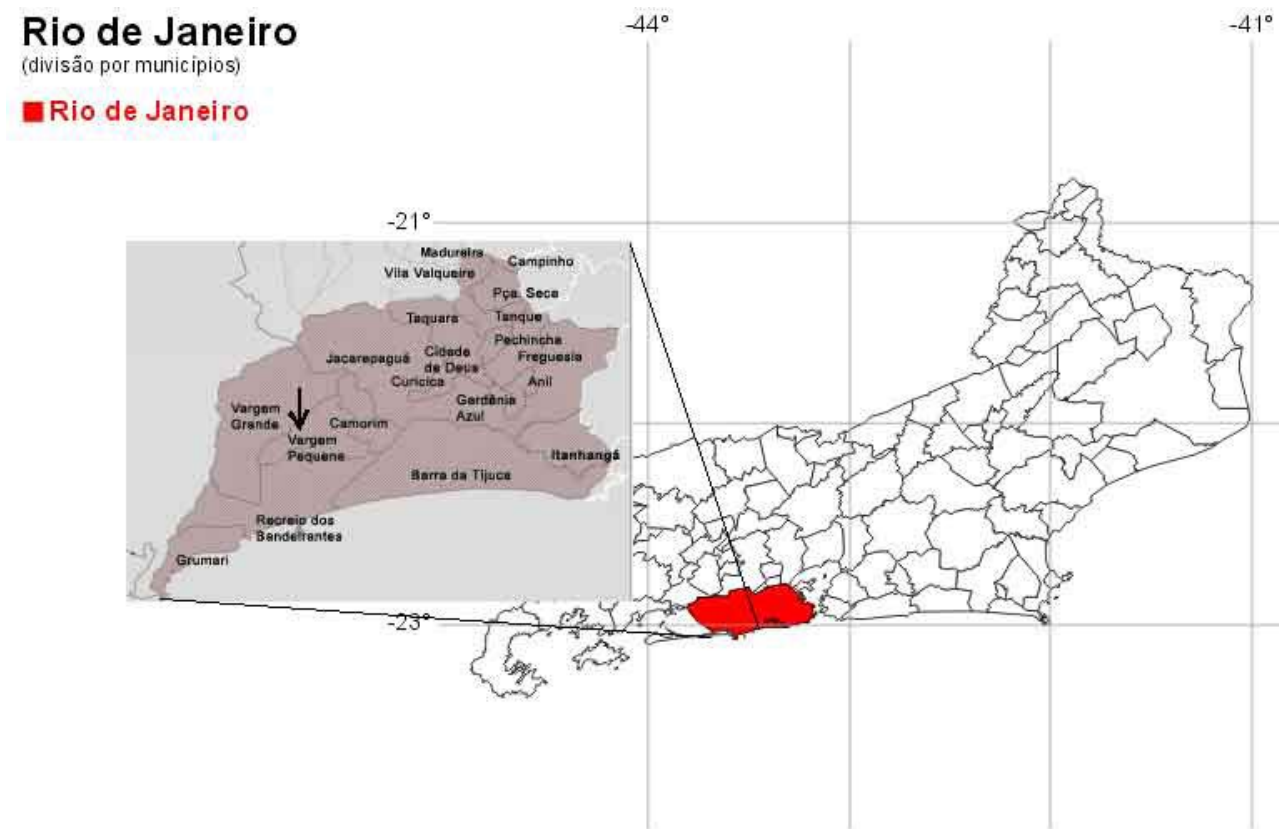 Rio de Janeiro
(divisão por municípios)
Rio de Janeiro
-44°
-41°
-21°
-23°
Madureira
Campinho
Vila Valqueire
Pça. Seca
Taquara
Tanque
Pechincha
Jacarepaguá
Cidade
de Deus
Freguesia
Curicica
Anil
Gardênia
Azul
Vargem
Grande
Camorim
Vargem
Pequena
Itanhangá
Barra da Tijuca
Recreio dos
Bandeirantes
Grumari